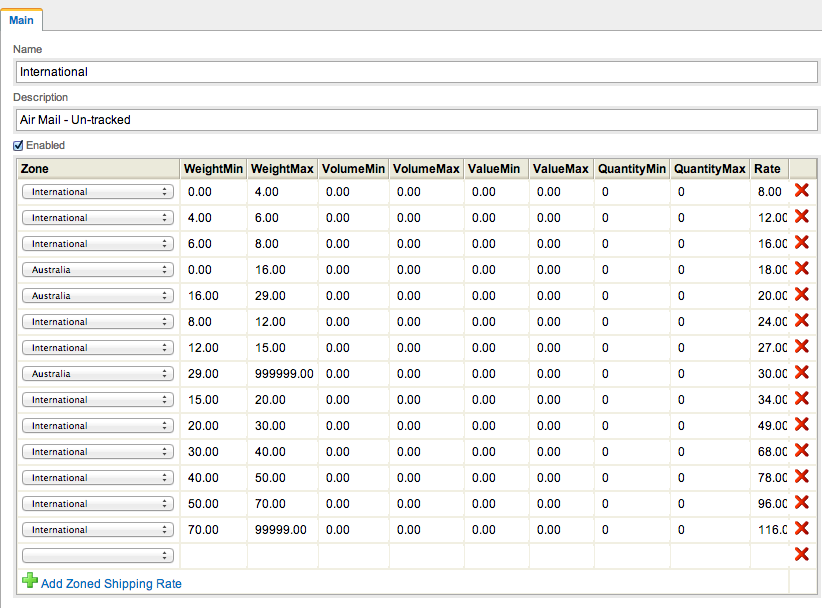 Main
Name
International
Description
Air Mail - Un-tracked
Enabled
Zone WeightMin WeightMax VolumeMin VolumeMax ValueMin ValueMax QuantityMin QuantityMax Rate
International 0.00 4.00 0.00 0.00 0.00 0.00 0 0 8.00
International 4.00 6.00 0.00 0.00 0.00 0.00 0 0 12.00
International 6.00 8.00 0.00 0.00 0.00 0.00 0 0 16.00
Australia 0.00 16.00 0.00 0.00 0.00 0.00 0 0 18.00
Australia 16.00 29.00 0.00 0.00 0.00 0.00 0 0 20.00
International 8.00 12.00 0.00 0.00 0.00 0.00 0 0 24.00
International 12.00 15.00 0.00 0.00 0.00 0.00 0 0 27.00
Australia 29.00 999999.00 0.00 0.00 0.00 0.00 0 0 30.00
International 15.00 20.00 0.00 0.00 0.00 0.00 0 0 34.00
International 20.00 30.00 0.00 0.00 0.00 0.00 0 0 49.00
International 30.00 40.00 0.00 0.00 0.00 0.00 0 0 68.00
International 40.00 50.00 0.00 0.00 0.00 0.00 0 0 78.00
International 50.00 70.00 0.00 0.00 0.00 0.00 0 0 96.00
International 70.00 99999.00 0.00 0.00 0.00 0.00 0 0 116.0
Add Zoned Shipping Rate